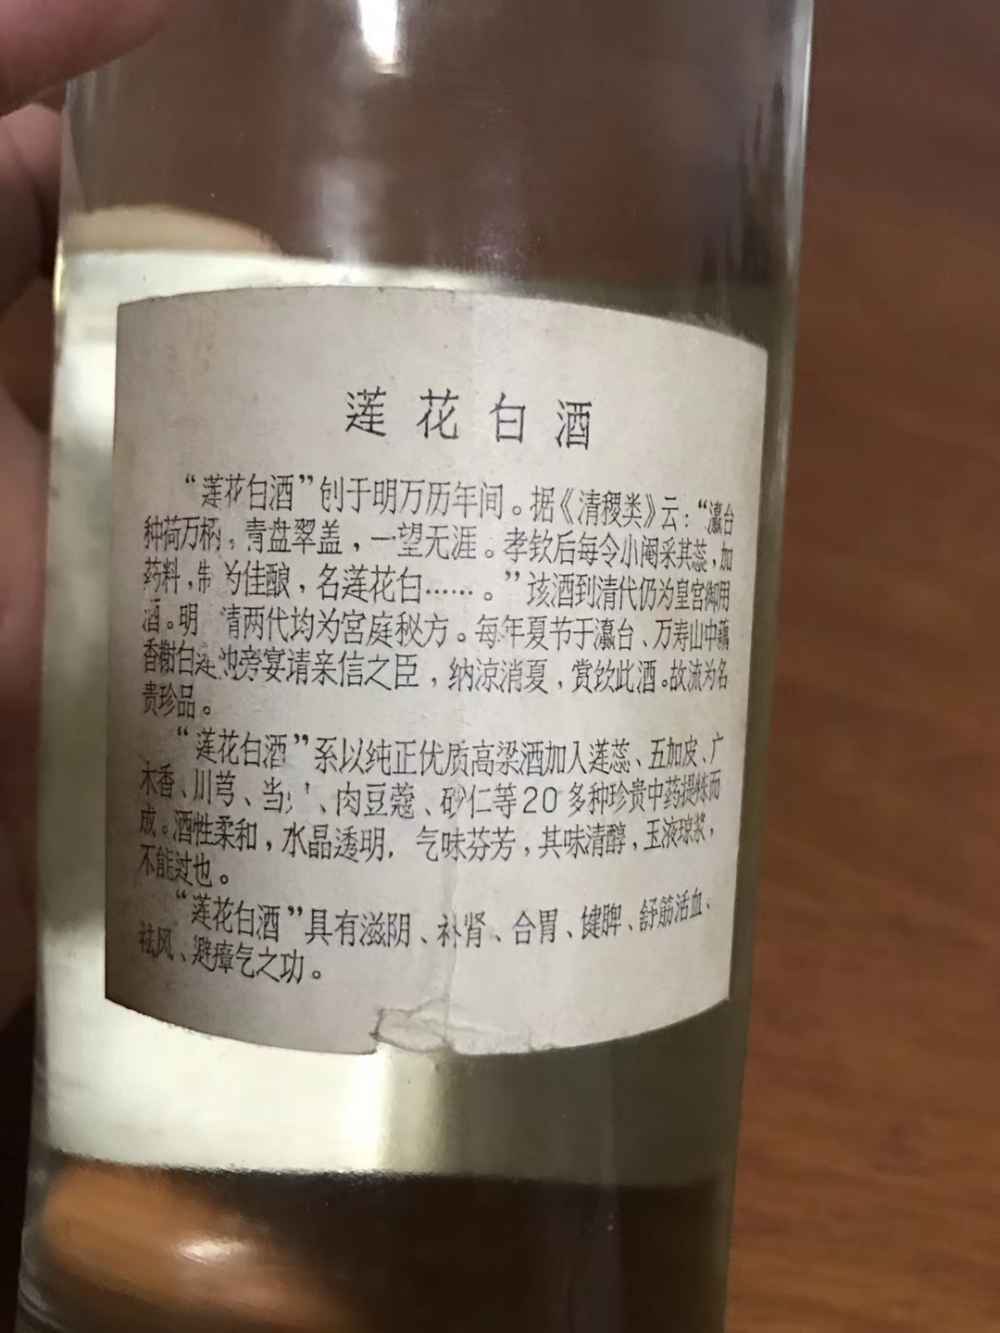 莲花白酒
“莲花白酒”创于明万历年间。据《清稷类》云：“瀛台
种荷万柄，青盘翠盖，一望无涯。孝钦后每令小阉采其蕊，加
药料，制为佳酿，名莲花白……。”该酒到清代仍为皇宫御用
酒。明 清两代均为宫庭秘方。每年夏节于瀛台、万寿山中藕
香榭白莲池旁宴请亲信之臣，纳凉消夏，赏饮此酒。故流为名
贵珍品。
“莲花白酒”系以纯正优质高梁酒加入莲蕊、五加皮、广
木香、川芎、当 、肉豆蔻、砂仁等20多种珍贵中药提炼而
成。酒性柔和，水晶透明，气味芬芳，其味清醇，玉液琼浆，
不能过也。
“莲花白酒”具有滋阴、补肾、合胃、健脾、舒筋活血、
祛风、避瘴气之功。